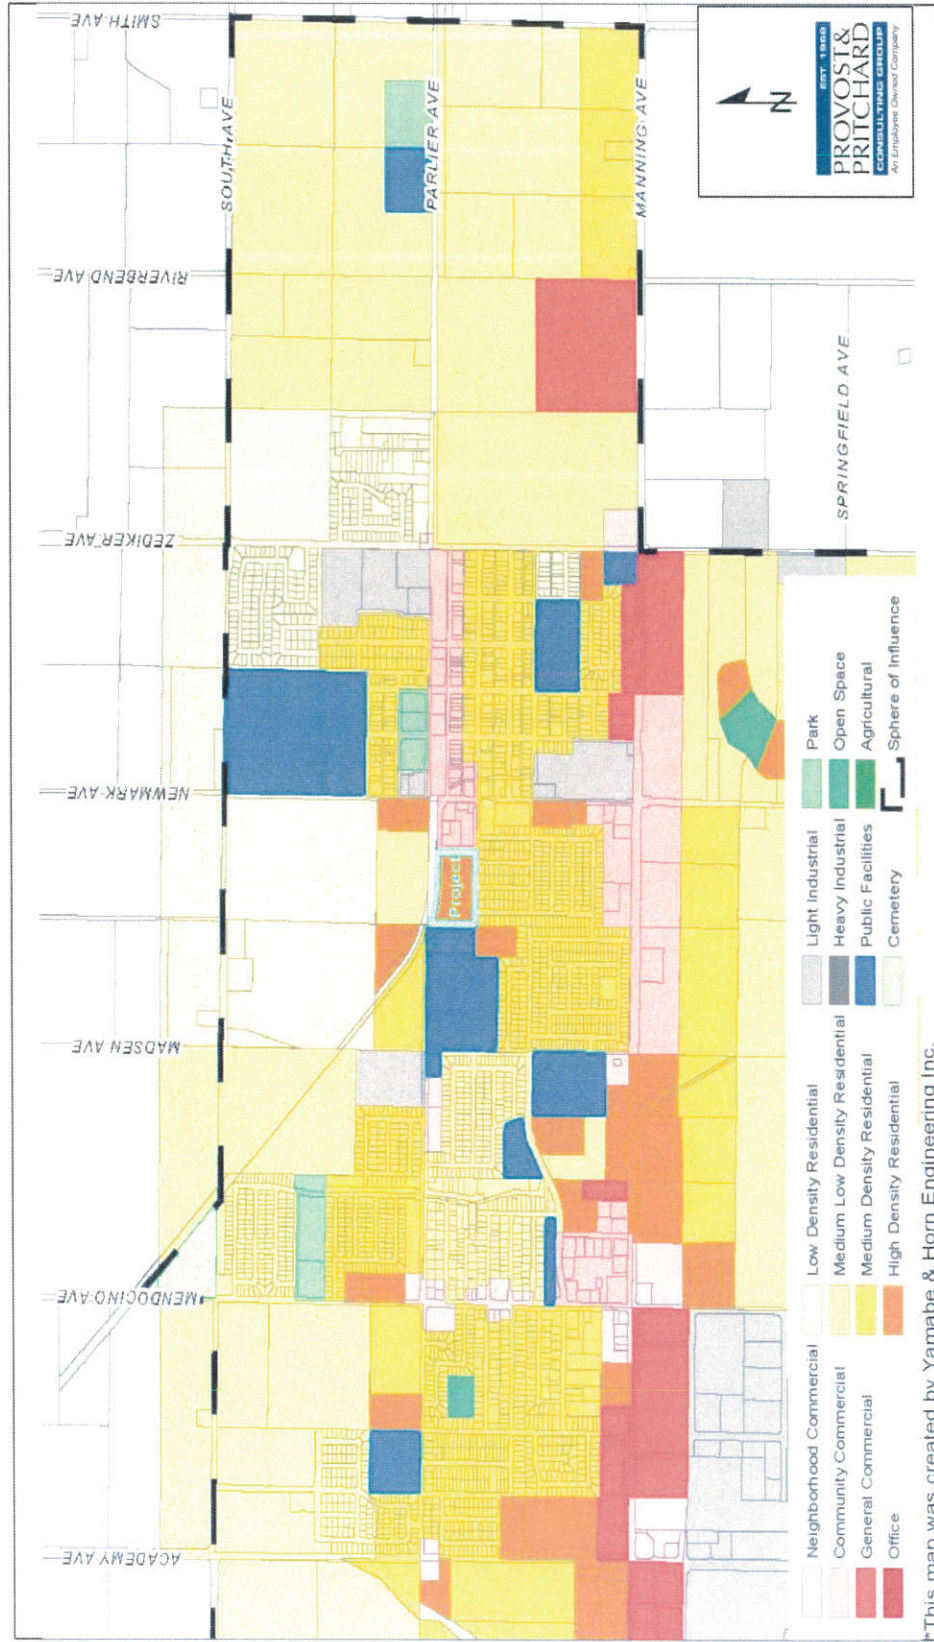 SMITH AVE
RIVERBEND AVE
ZEDIKER AVE
NEWMARK AVE
MADSEN AVE
MENDOCINO AVE
ACADEMY AVE
SOUTH AVE
PARLIER AVE
MANNING AVE
SPRINGFIELD AVE
Project
N
EST. 1968
PROVOST&
PRITCHARD
CONSULTING GROUP
An Employee Owned Company
Neighborhood Commercial
Community Commercial
General Commercial
Office
Low Density Residential
Medium Low Density Residential
Medium Density Residential
High Density Residential
Light Industrial
Heavy Industrial
Public Facilities
Cemetery
Park
Open Space
Agricultural
Sphere of Influence
*This map was created by Yamabe & Horn Engineering Inc.